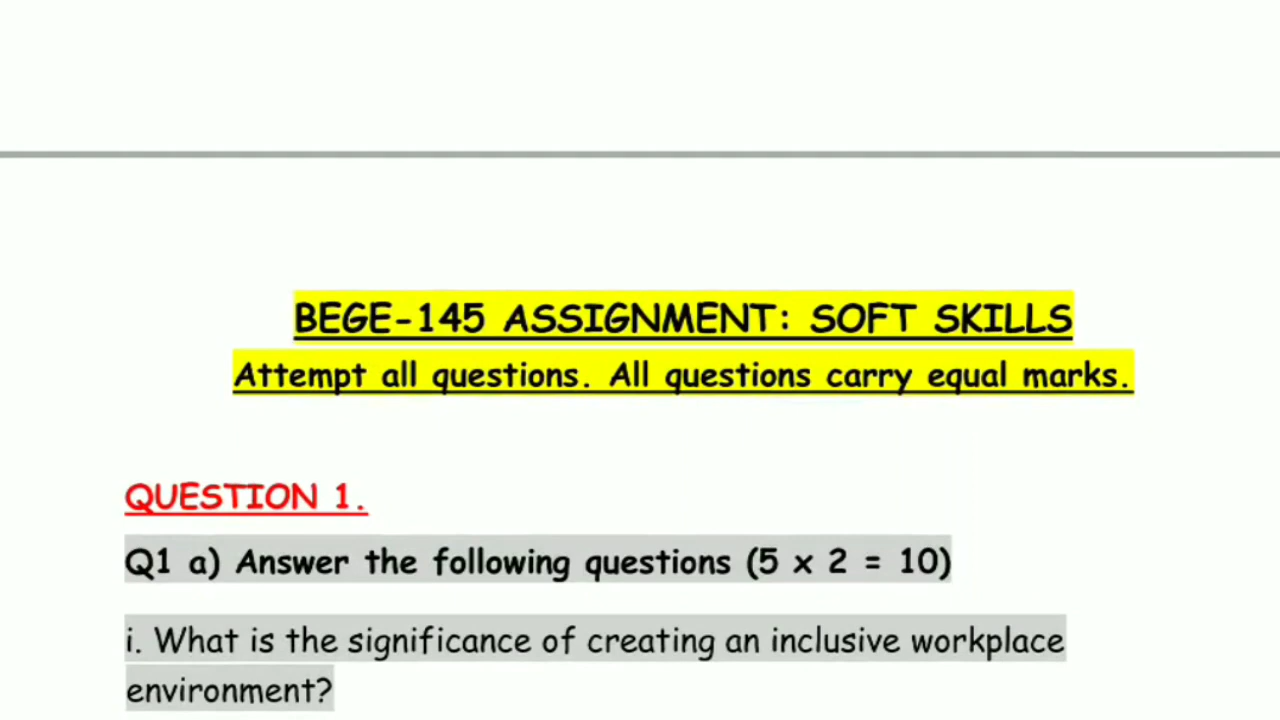 BEGE-145 ASSIGNMENT: SOFT SKILLS
Attempt all questions. All questions carry equal marks.
QUESTION 1.
Q1 a) Answer the following questions (5 x 2 = 10)
i. What is the significance of creating an inclusive workplace
environment?